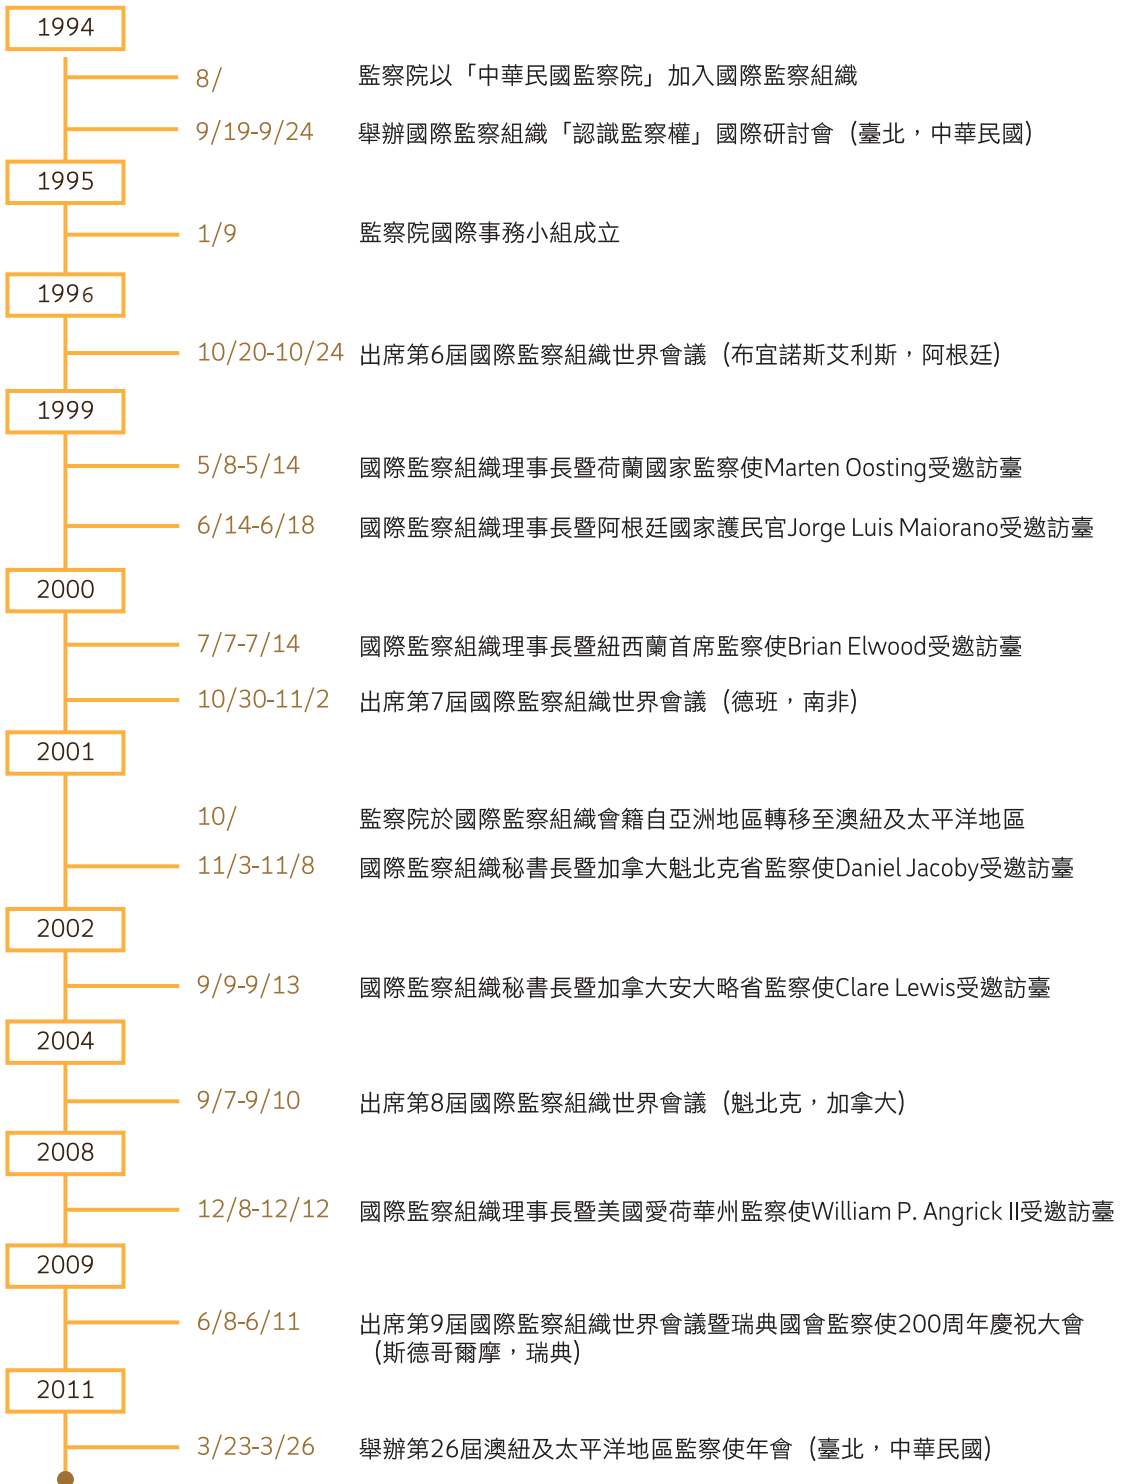 1994
8/ 監察院以「中華民國監察院」加入國際監察組織
9/19-9/24 舉辦國際監察組織「認識監察權」國際研討會（臺北，中華民國）
1995
1/9 監察院國際事務小組成立
1996
10/20-10/24 出席第6屆國際監察組織世界會議（布宜諾斯艾利斯，阿根廷）
1999
5/8-5/14 國際監察組織理事長暨荷蘭國家監察使Marten Oosting受邀訪臺
6/14-6/18 國際監察組織理事長暨阿根廷國家護民官Jorge Luis Maiorano受邀訪臺
2000
7/7-7/14 國際監察組織理事長暨紐西蘭首席監察使Brian Elwood受邀訪臺
10/30-11/2 出席第7屆國際監察組織世界會議（德班，南非）
2001
10/ 監察院於國際監察組織會籍自亞洲地區轉移至澳紐及太平洋地區
11/3-11/8 國際監察組織秘書長暨加拿大魁北克省監察使Daniel Jacoby受邀訪臺
2002
9/9-9/13 國際監察組織秘書長暨加拿大安大略省監察使Clare Lewis受邀訪臺
2004
9/7-9/10 出席第8屆國際監察組織世界會議（魁北克，加拿大）
2008
12/8-12/12 國際監察組織理事長暨美國愛荷華州監察使William P. Angrick II受邀訪臺
2009
6/8-6/11 出席第9屆國際監察組織世界會議暨瑞典國會監察使200周年慶祝大會
（斯德哥爾摩，瑞典）
2011
3/23-3/26 舉辦第26屆澳紐及太平洋地區監察使年會（臺北，中華民國）